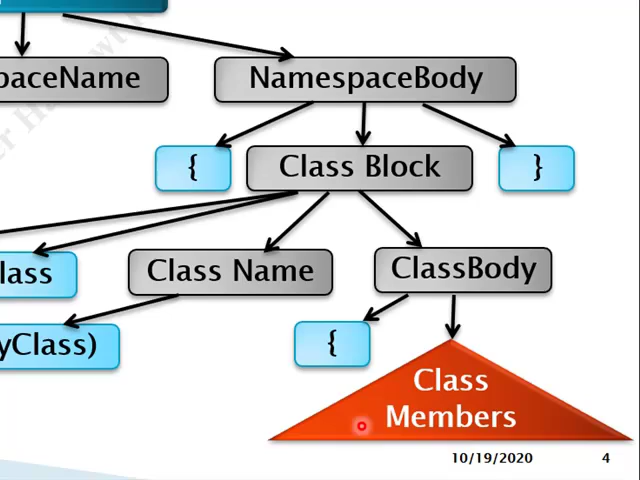 paceName
NamespaceBody
{
Class Block
}
lass
Class Name
ClassBody
yClass)
{
Class
Members
10/19/2020
4